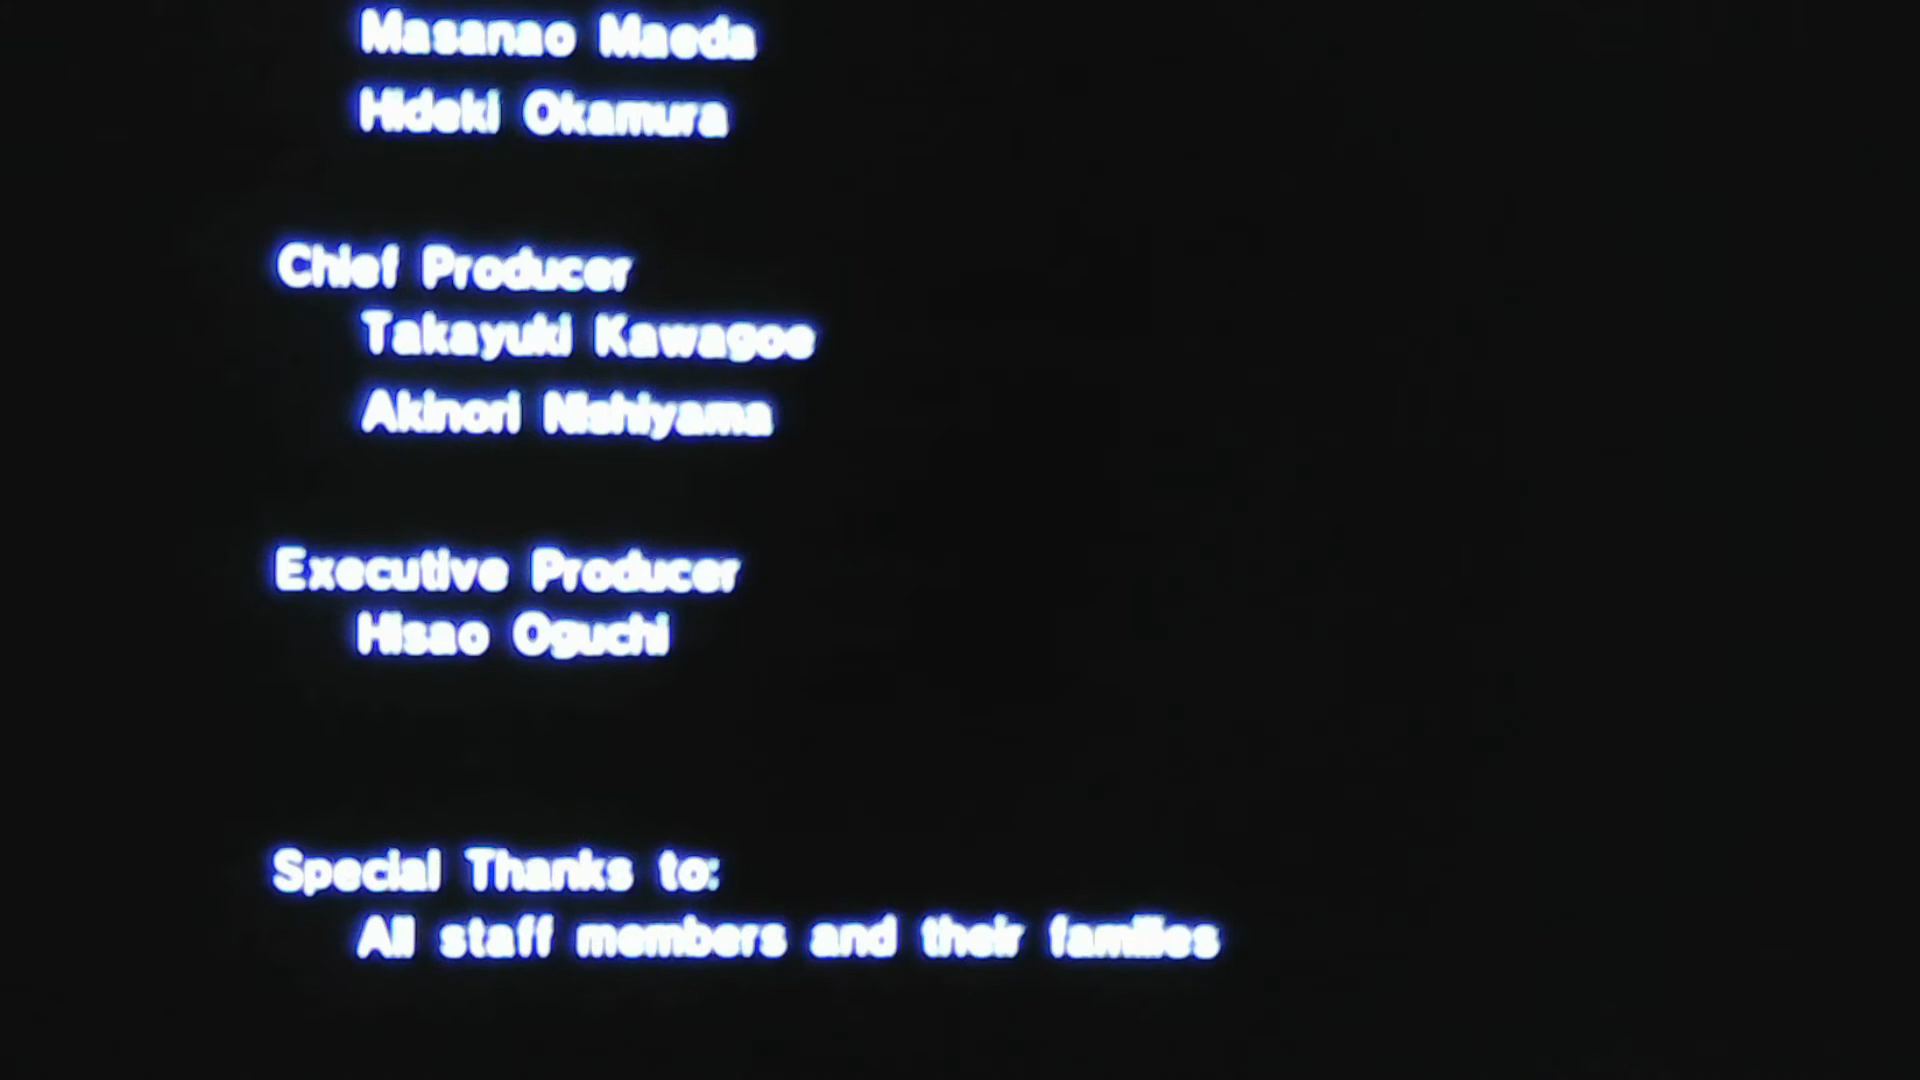 Masanao Maeda
Hideki Okamura
Chief Producer
Takayuki Kawagoe
Akinori Nishiyama
Executive Producer
Hisao Oguchi
Special Thanks to:
All staff members and their families